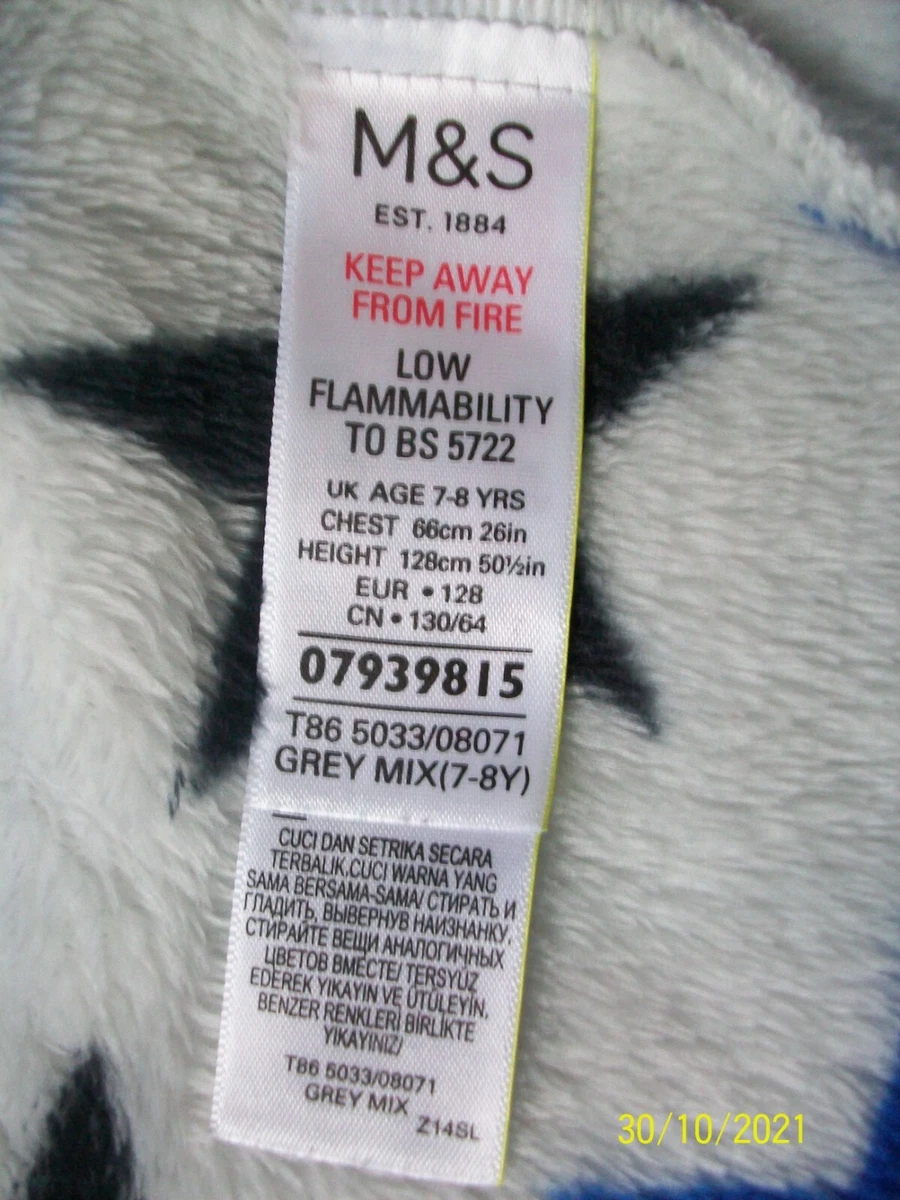 M&S
EST. 1884
KEEP AWAY
FROM FIRE
LOW
FLAMMABILITY
TO BS 5722
UK AGE 7-8 YRS
CHEST 66cm 26in
HEIGHT 128cm 50½in
EUR • 128
CN • 130/64
07939815
T86 5033/08071
GREY MIX(7-8Y)
CUCI DAN SETRIKA SECARA
TERBALIK.CUCI WARNA YANG
SAMA BERSAMA-SAMA/ СТИРАТЬ И
ГЛАДИТЬ, ВЫВЕРНУВ НАИЗНАНКУ.
СТИРАЙТЕ ВЕЩИ АНАЛОГИЧНЫХ
ЦВЕТОВ ВМЕСТЕ/ TERSYÜZ
EDEREK YIKAYIN VE ÜTÜLEYİN.
BENZER RENKLERİ BİRLİKTE
YIKAYINIZ/
T86 5033/08071
GREY MIX
Z14SL
30/10/2021